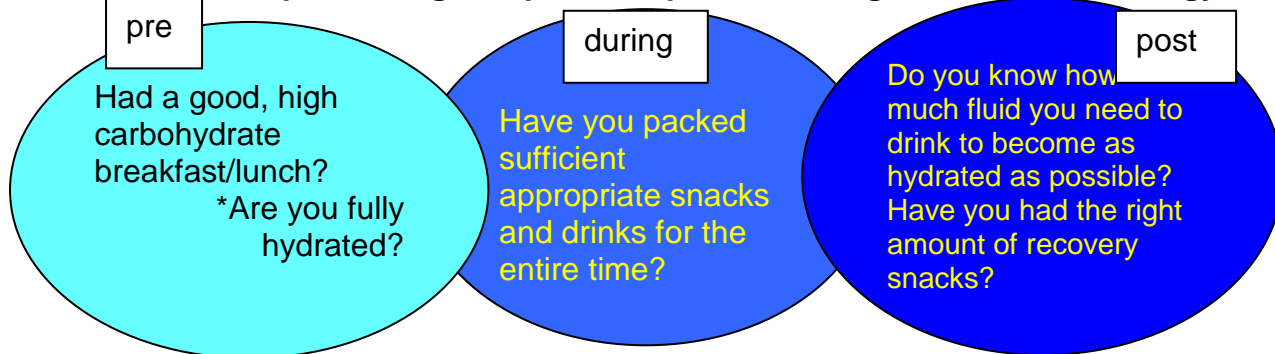 pre
Had a good, high
carbohydrate
breakfast/lunch?
*Are you fully
hydrated?
during
Have you packed
sufficient
appropriate snacks
and drinks for the
entire time?
post
Do you know how
much fluid you need to
drink to become as
hydrated as possible?
Have you had the right
amount of recovery
snacks?